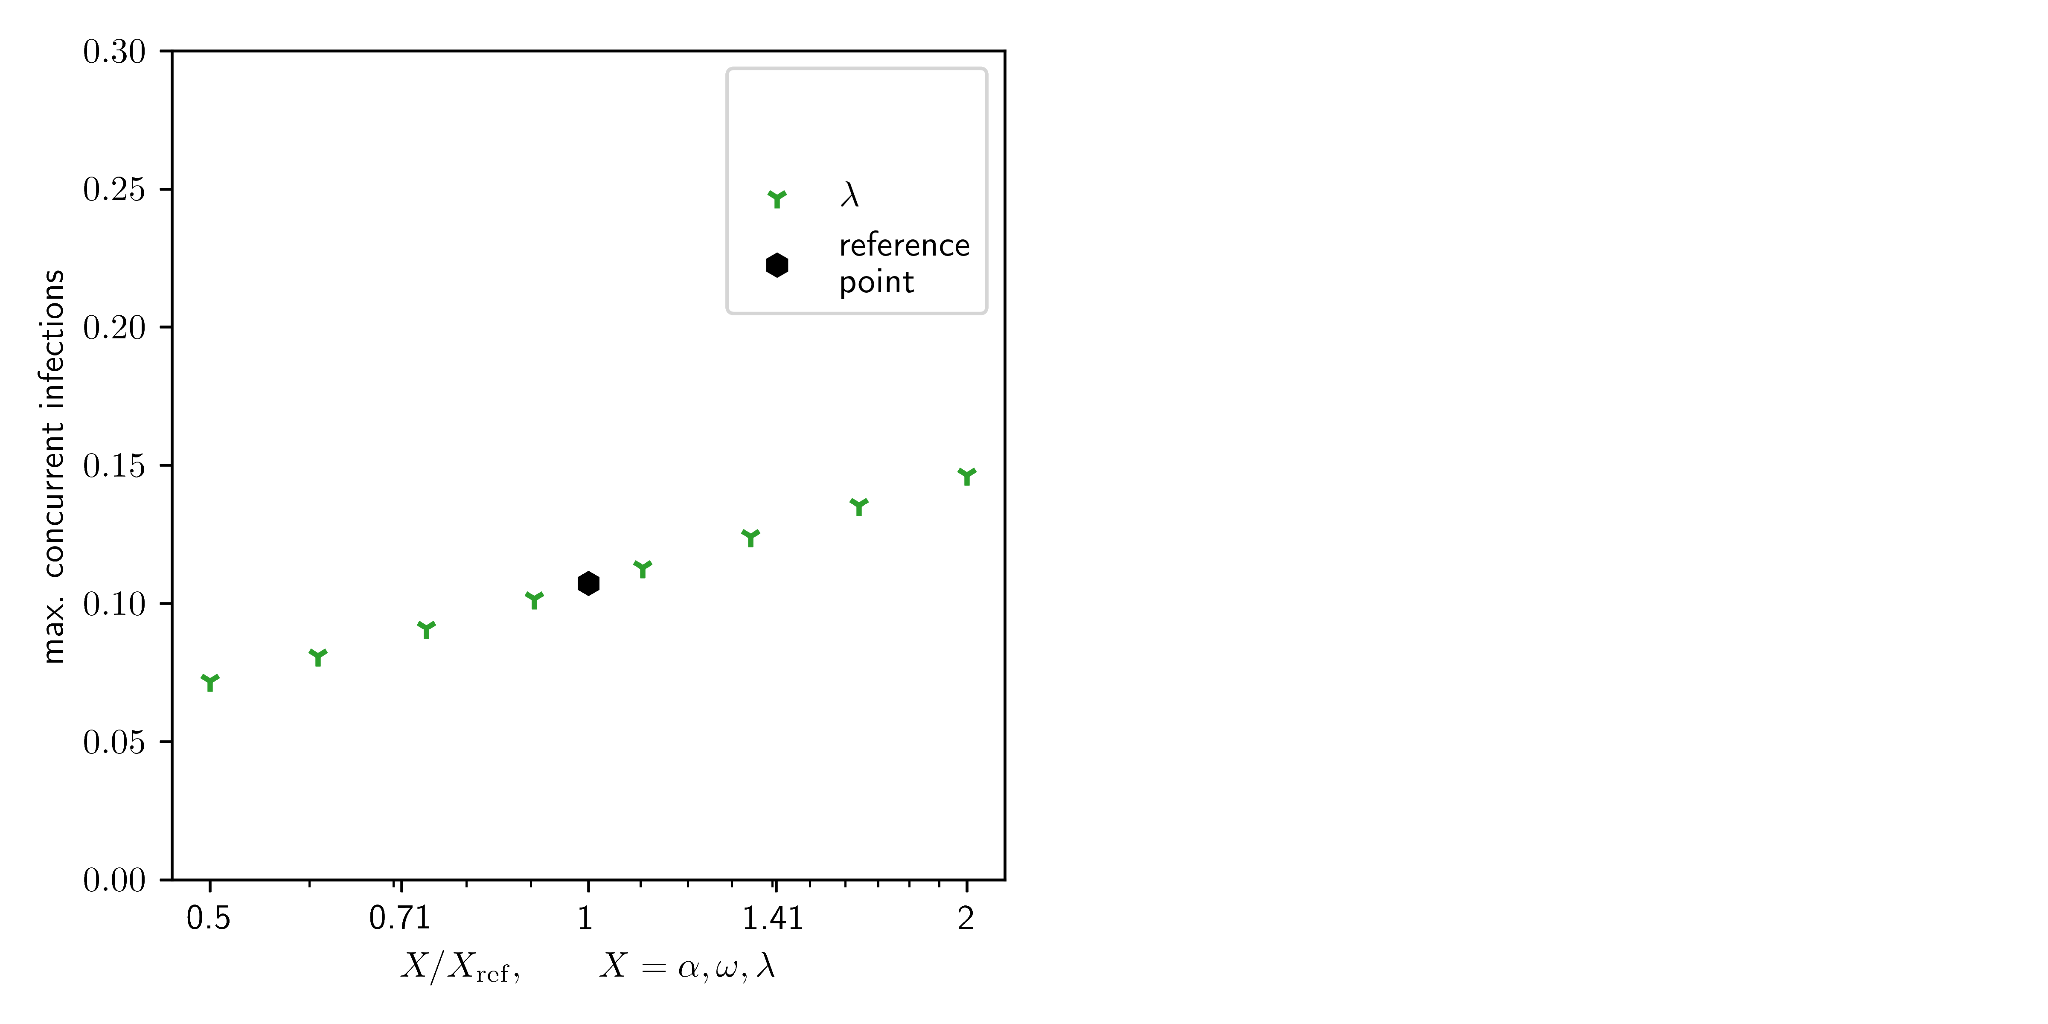 0.30
0.25
0.20
0.15
0.10
0.05
0.00
max. concurrent infections
λ
reference
point
0.5 0.71 1 1.41 2
X/X_ref, X = α, ω, λ